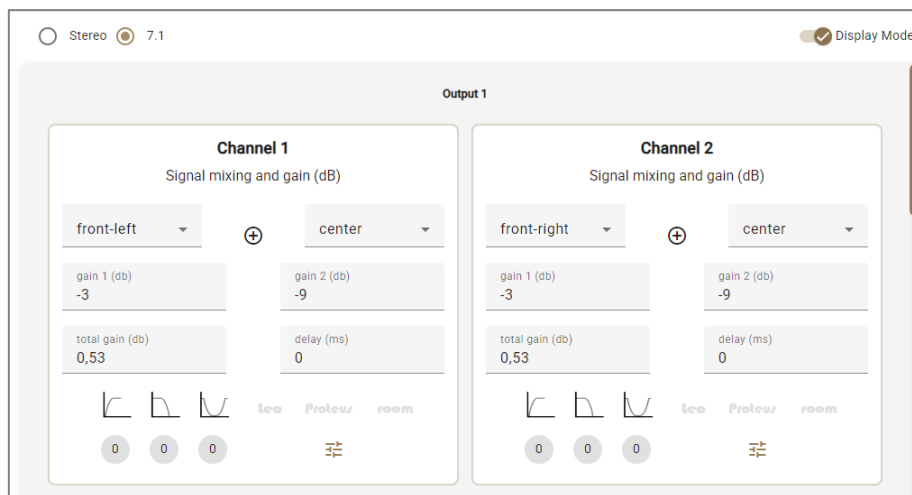 Stereo 7.1 Display Mode
Output 1
Channel 1 Channel 2
Signal mixing and gain (dB) Signal mixing and gain (dB)
front-left center front-right center
gain 1 (db) gain 2 (db) gain 1 (db) gain 2 (db)
-3 -9 -3 -9
total gain (db) delay (ms) total gain (db) delay (ms)
0,53 0 0,53 0
Leo Proteus room Leo Proteus room
0 0 0 0 0 0